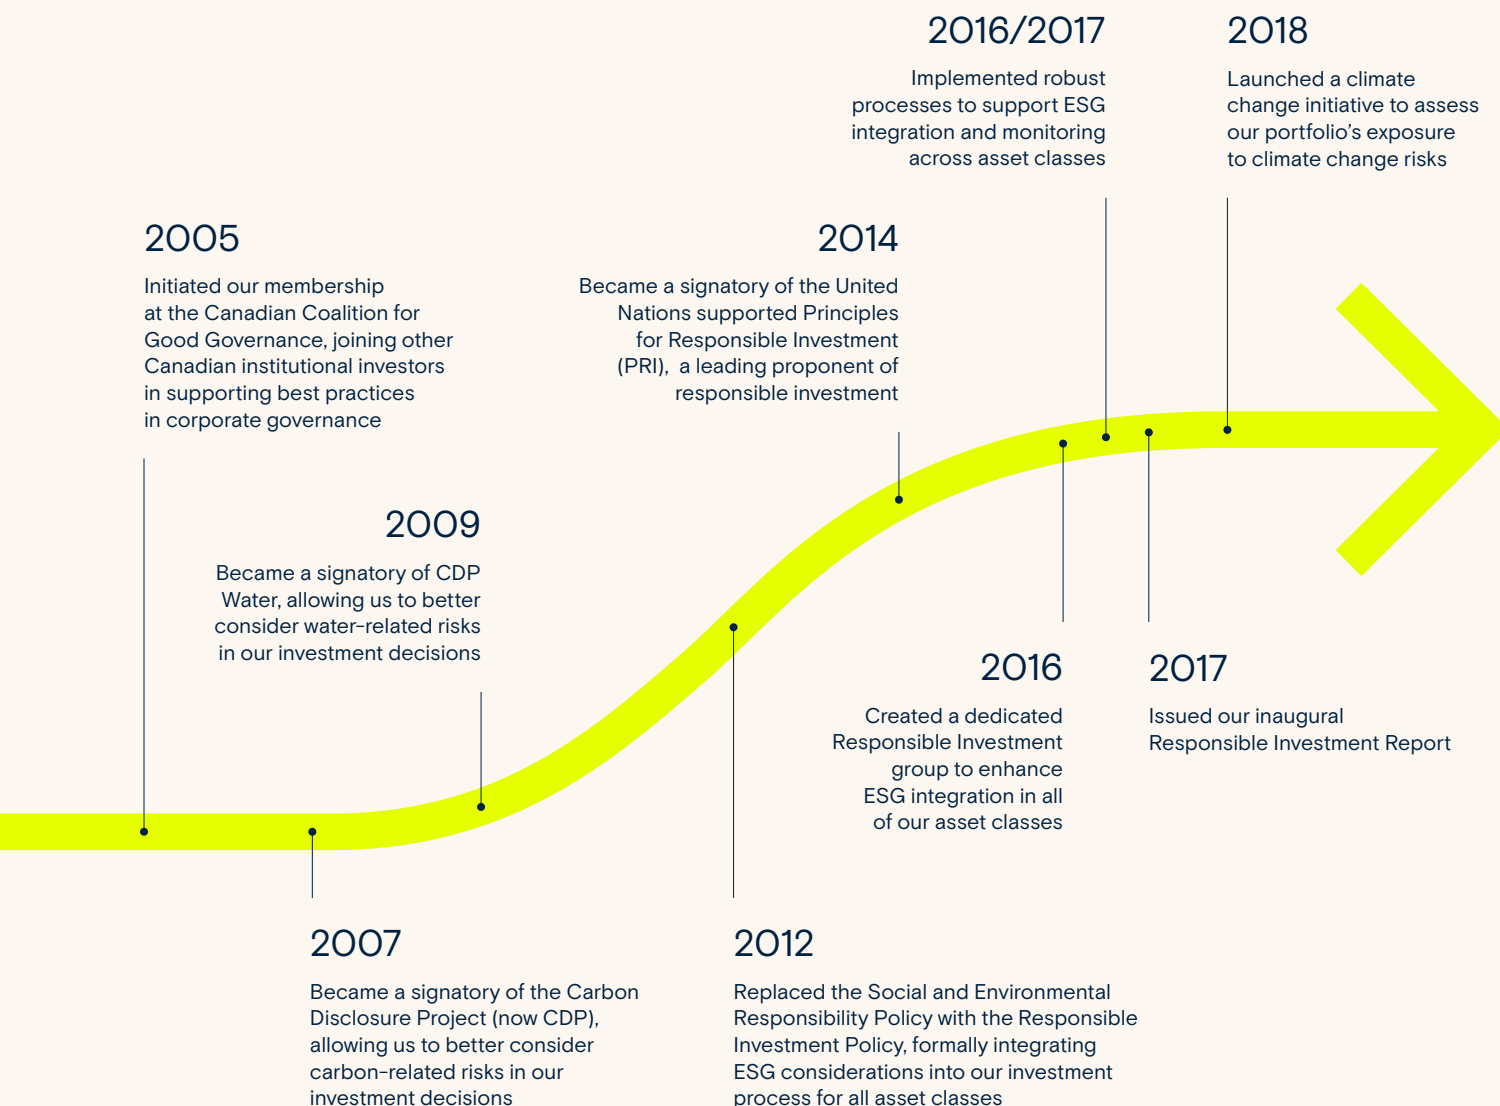 2005
Initiated our membership
at the Canadian Coalition for
Good Governance, joining other
Canadian institutional investors
in supporting best practices
in corporate governance
2007
Became a signatory of the Carbon
Disclosure Project (now CDP),
allowing us to better consider
carbon-related risks in our
investment decisions
2009
Became a signatory of CDP
Water, allowing us to better
consider water-related risks
in our investment decisions
2012
Replaced the Social and Environmental
Responsibility Policy with the Responsible
Investment Policy, formally integrating
ESG considerations into our investment
process for all asset classes
2014
Became a signatory of the United
Nations supported Principles
for Responsible Investment
(PRI), a leading proponent of
responsible investment
2016
Created a dedicated
Responsible Investment
group to enhance
ESG integration in all
of our asset classes
2016/2017
Implemented robust
processes to support ESG
integration and monitoring
across asset classes
2017
Issued our inaugural
Responsible Investment Report
2018
Launched a climate
change initiative to assess
our portfolio’s exposure
to climate change risks